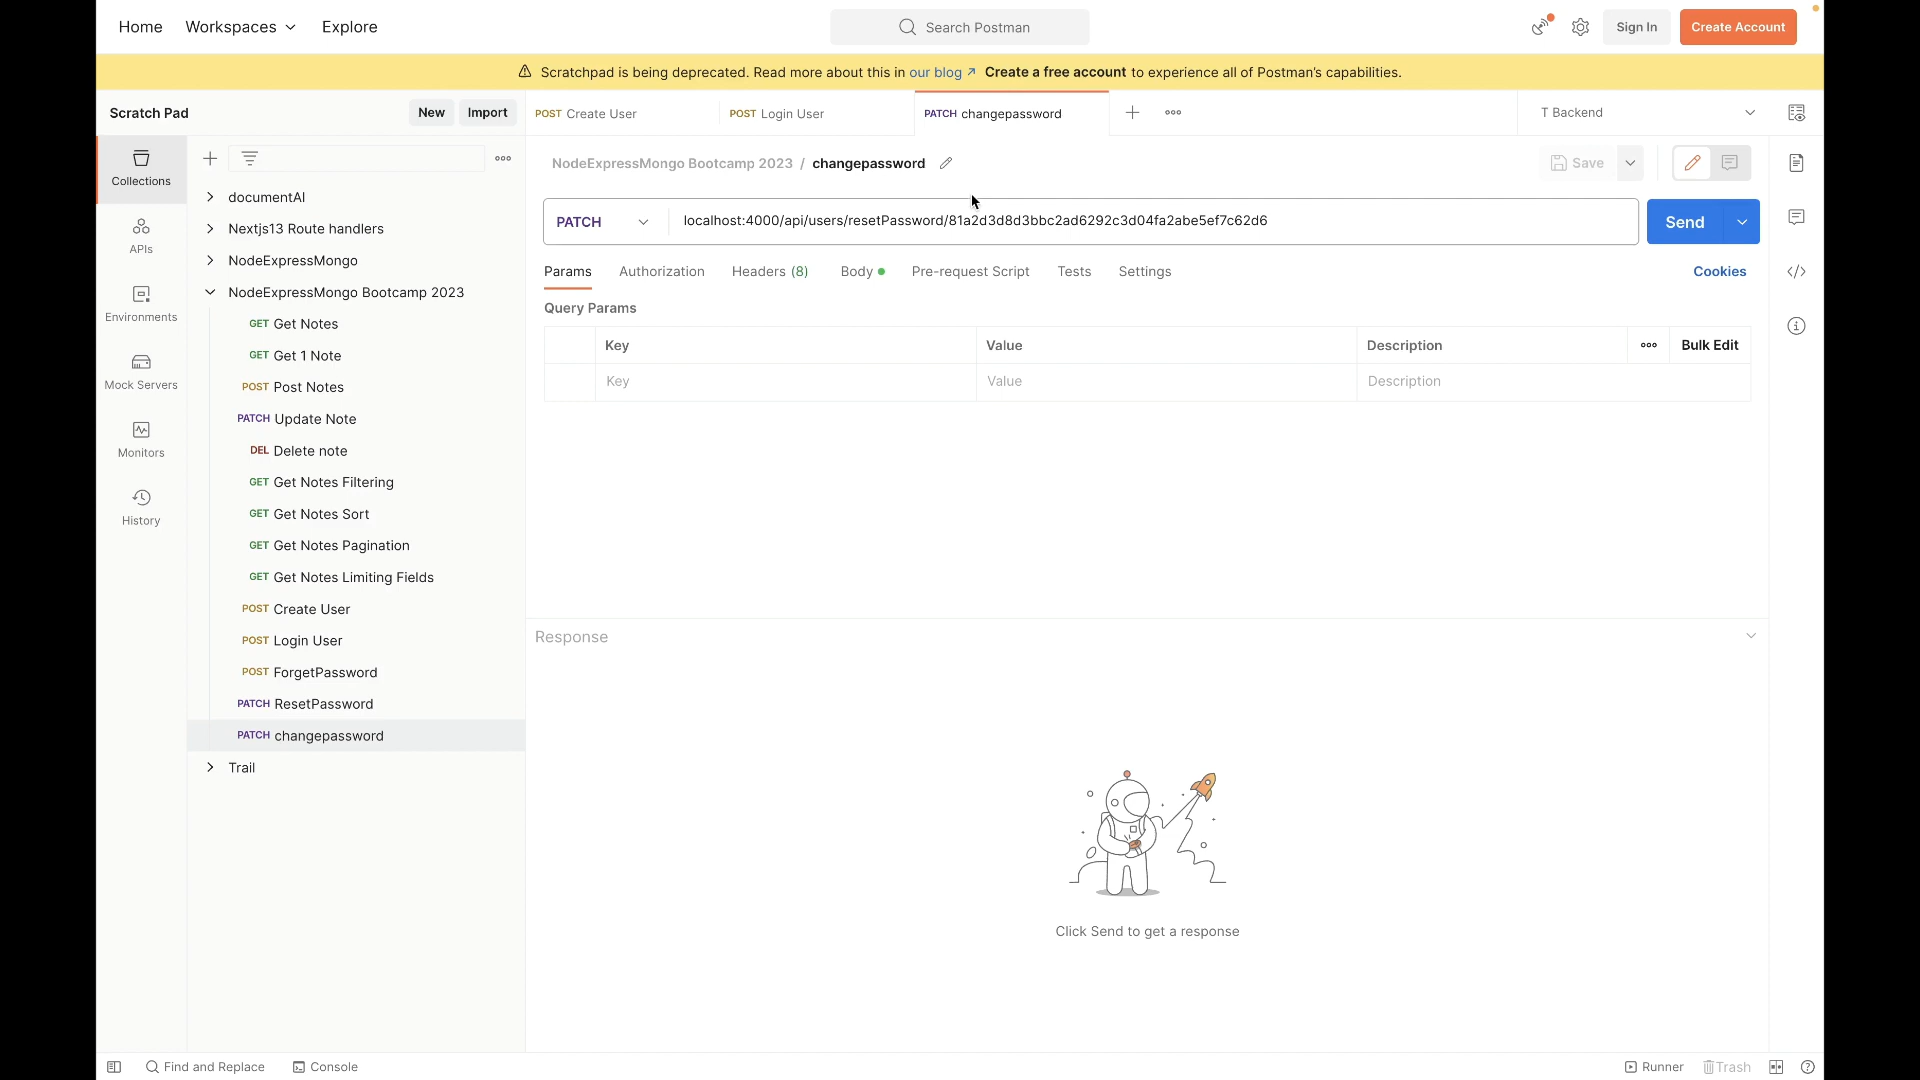 Home Workspaces Explore
Search Postman
Sign In Create Account
Scratchpad is being deprecated. Read more about this in our blog ↗ Create a free account to experience all of Postman's capabilities.
Scratch Pad New Import
POST Create User POST Login User PATCH changepassword
T Backend
Collections
APIs
Environments
Mock Servers
Monitors
History
documentAI
Nextjs13 Route handlers
NodeExpressMongo
NodeExpressMongo Bootcamp 2023
GET Get Notes
GET Get 1 Note
POST Post Notes
PATCH Update Note
DEL Delete note
GET Get Notes Filtering
GET Get Notes Sort
GET Get Notes Pagination
GET Get Notes Limiting Fields
POST Create User
POST Login User
POST ForgetPassword
PATCH ResetPassword
PATCH changepassword
Trail
NodeExpressMongo Bootcamp 2023 / changepassword
Save
PATCH localhost:4000/api/users/resetPassword/81a2d3d8d3bbc2ad6292c3d04fa2abe5ef7c62d6
Send
Params Authorization Headers (8) Body Pre-request Script Tests Settings Cookies
Query Params
Key Value Description Bulk Edit
Key Value Description
Response
Click Send to get a response
Find and Replace Console Runner Trash